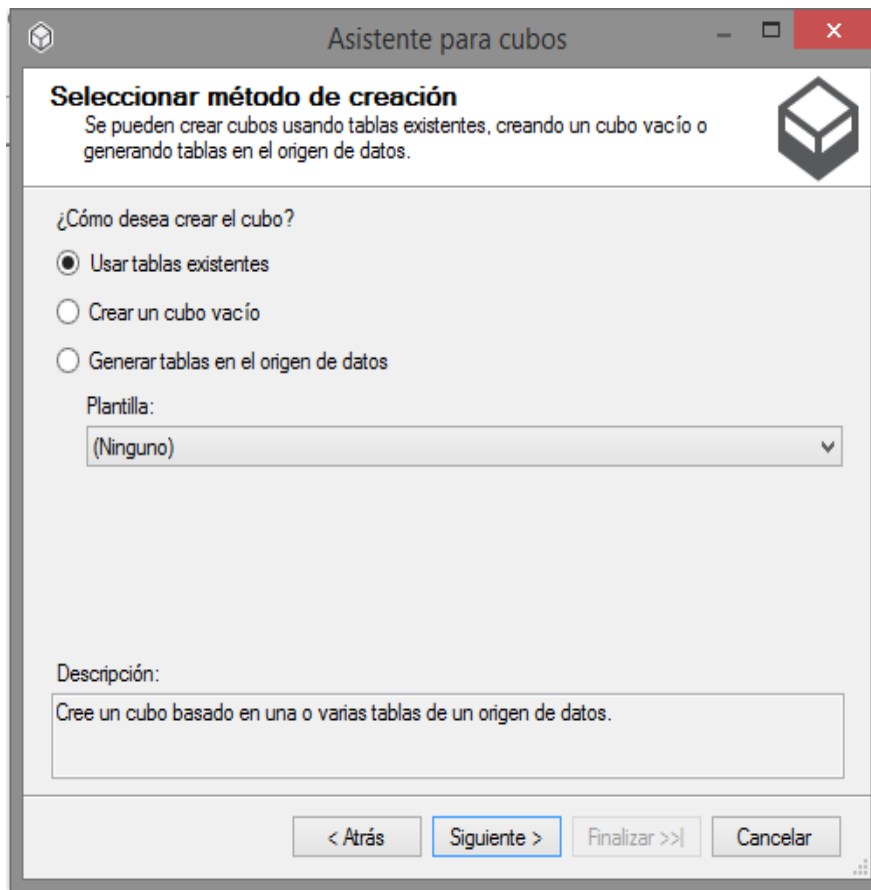 Asistente para cubos
Seleccionar método de creación
Se pueden crear cubos usando tablas existentes, creando un cubo vacío o
generando tablas en el origen de datos.
¿Cómo desea crear el cubo?
Usar tablas existentes
Crear un cubo vacío
Generar tablas en el origen de datos
Plantilla:
(Ninguno)
Descripción:
Cree un cubo basado en una o varias tablas de un origen de datos.
< Atrás
Siguiente >
Finalizar >>|
Cancelar